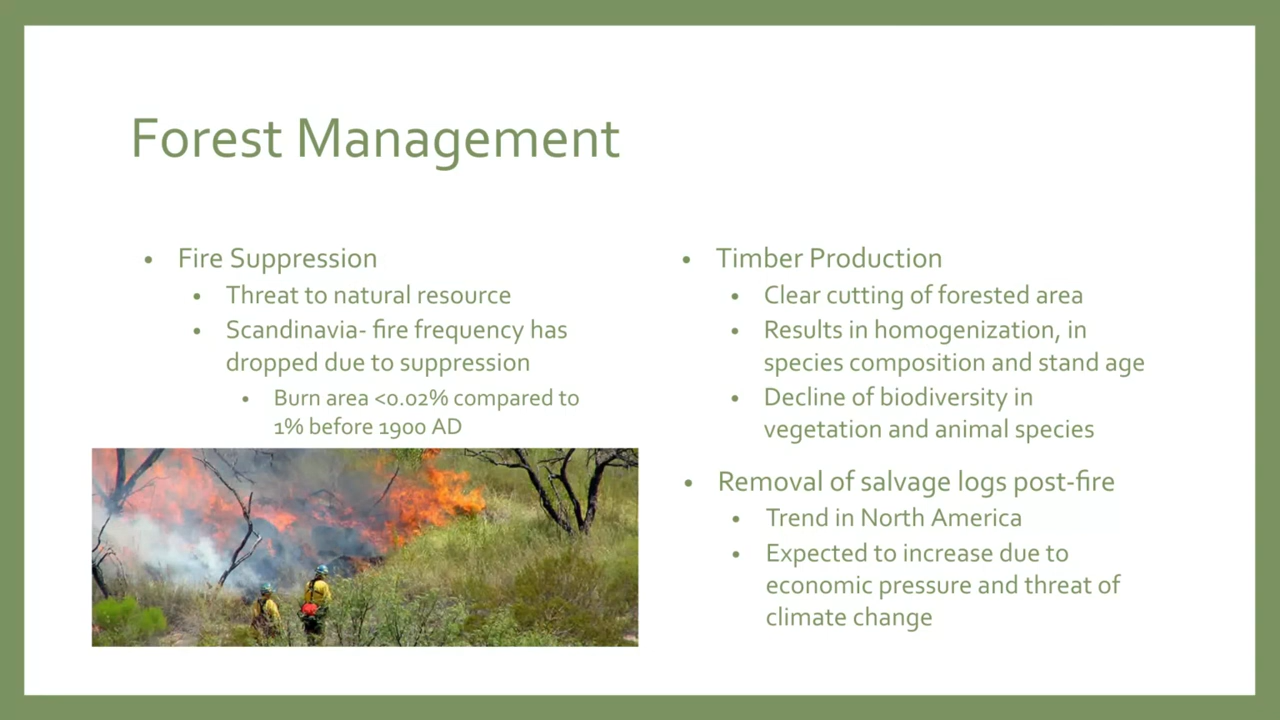 Forest Management
• Fire Suppression
• Threat to natural resource
• Scandinavia- fire frequency has
dropped due to suppression
• Burn area <0.02% compared to
1% before 1900 AD
• Timber Production
• Clear cutting of forested area
• Results in homogenization, in
species composition and stand age
• Decline of biodiversity in
vegetation and animal species
• Removal of salvage logs post-fire
• Trend in North America
• Expected to increase due to
economic pressure and threat of
climate change